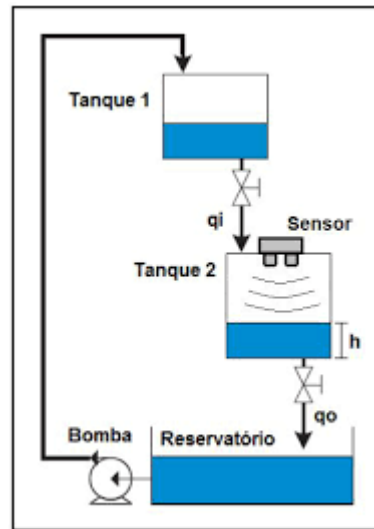 Tanque 1
qi
Sensor
Tanque 2
h
qo
Bomba
Reservatório